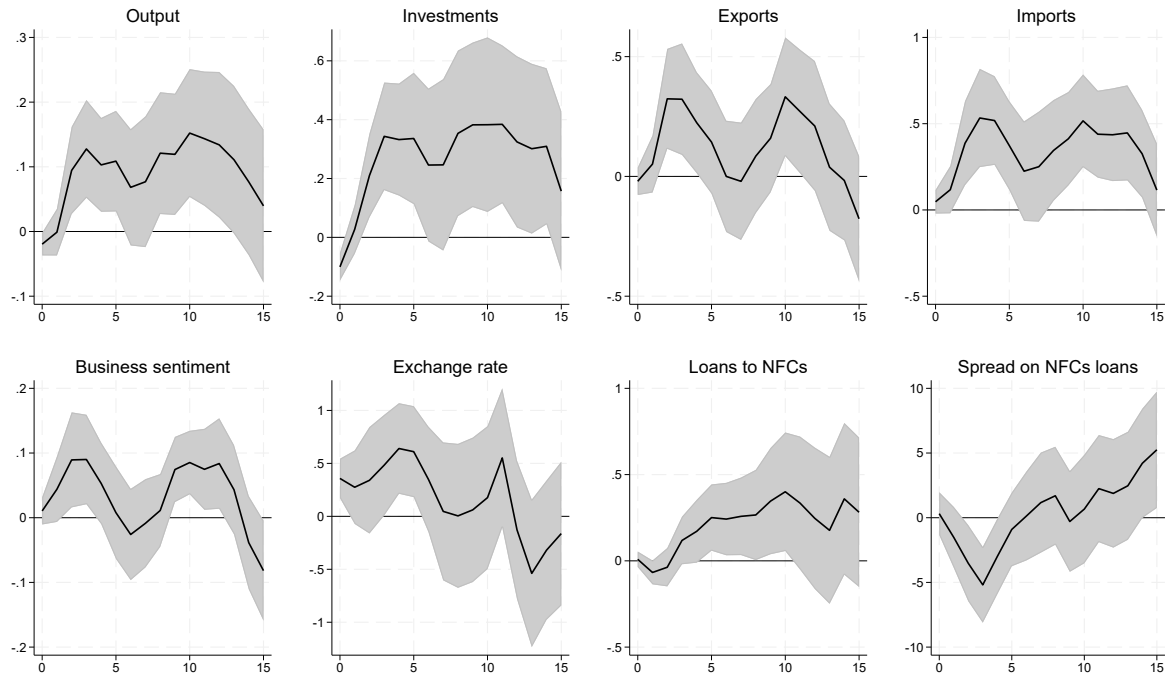 Output
.3
.2
.1
0
-.1
0 5 10 15
Investments
.6
.4
.2
0
-.2
0 5 10 15
Exports
.5
0
-.5
0 5 10 15
Imports
1
.5
0
-.5
0 5 10 15
Business sentiment
.2
.1
0
-.1
-.2
0 5 10 15
Exchange rate
1
.5
0
-.5
-1
0 5 10 15
Loans to NFCs
1
.5
0
-.5
0 5 10 15
Spread on NFCs loans
10
5
0
-5
-10
0 5 10 15